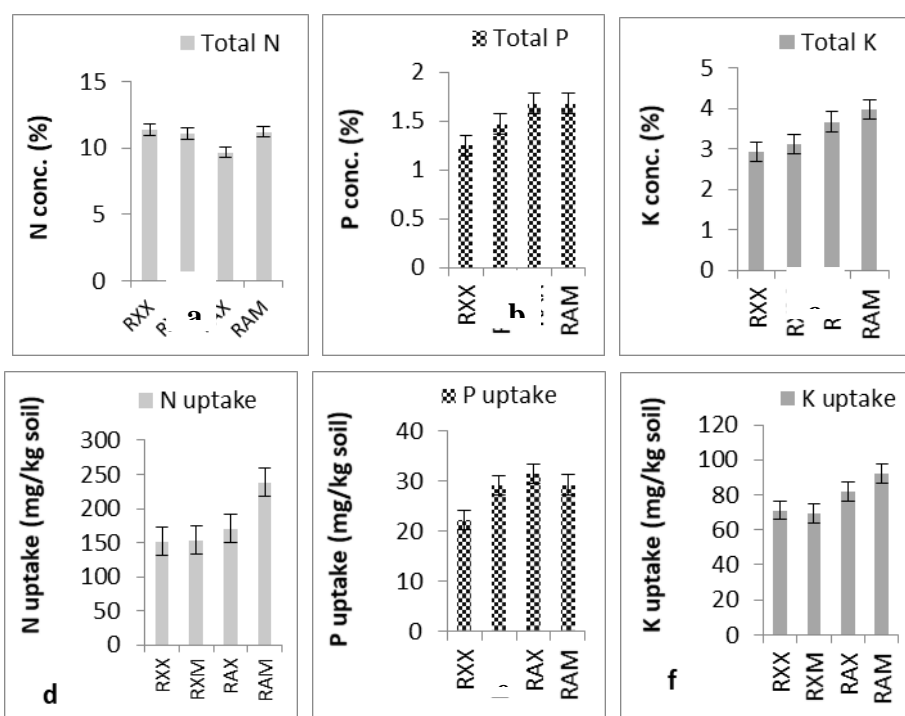 Total N
N conc. (%)
15
10
5
0
RXX
RAM
a
Total P
P conc. (%)
2
1.5
1
0.5
0
RXX
RAM
b
Total K
K conc. (%)
5
4
3
2
1
0
RXX
RAM
N uptake
N uptake (mg/kg soil)
300
250
200
150
100
50
0
RXX
RXM
RAX
RAM
d
P uptake
P uptake (mg/kg soil)
40
30
20
10
0
RXX
RAX
RAM
K uptake
K uptake (mg/kg soil)
120
100
80
60
40
20
0
RXX
RXM
RAX
RAM
f